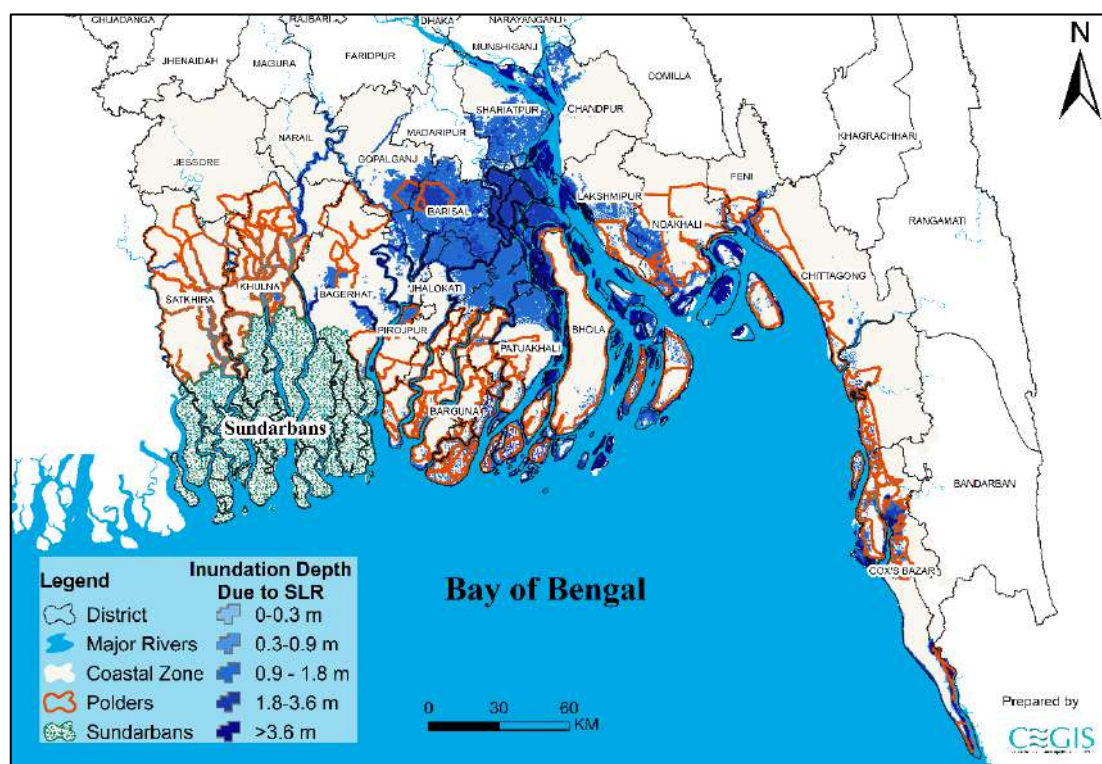 CHUADANGA
RAJBARI
DHAKA
NARAYANGANJ
N
JHENAIDAH
MAGURA
FARIDPUR
MUNSHIGANJ
COMILLA
SHARIATPUR
CHANDPUR
MADARIPUR
KHAGRACHHARI
NARAIL
JESSORE
GOPALGANJ
FENI
LAKSHMIPUR
BARISAL
NOAKHALI
RANGAMATI
CHITTAGONG
KHULNA
SATKHIRA
BAGERHAT
JHALOKATI
PIROJPUR
BHOLA
PATUAKHALI
BARGUNA
Sundarbans
BANDARBAN
COX'S BAZAR
Bay of Bengal
Legend
District
Major Rivers
Coastal Zone
Polders
Sundarbans
Inundation Depth
Due to SLR
0-0.3 m
0.3-0.9 m
0.9 - 1.8 m
1.8-3.6 m
>3.6 m
0 30 60
KM
Prepared by
CEGIS